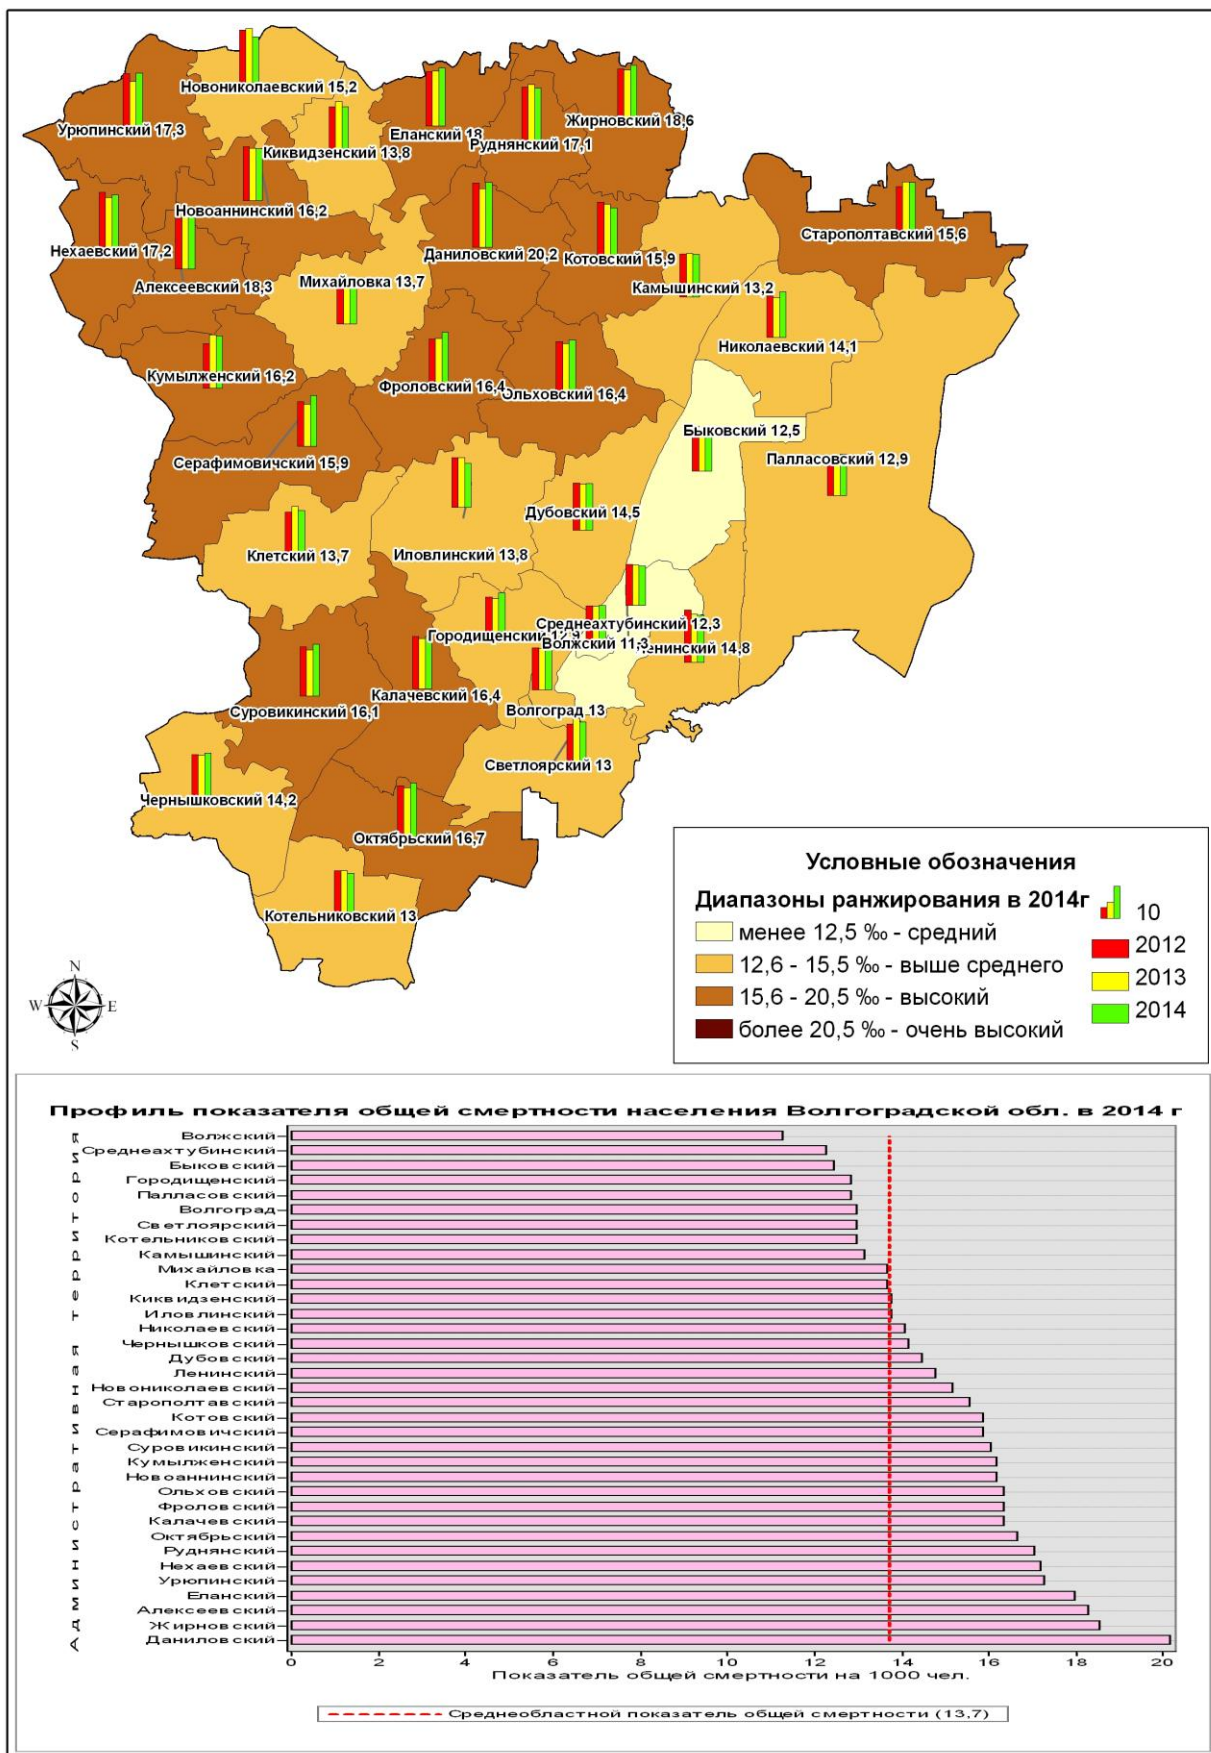 Новониколаевский 15,2
Урюпинский 17,3
Еланский 18
Жирновский 18,6
Руднянский 17,1
Киквидзенский 13,8
Новоаннинский 16,2
Старополтавский 15,6
Нехаевский 17,2
Даниловский 20,2
Котовский 15,9
Алексеевский 18,3
Михайловка 13,7
Камышинский 13,2
Николаевский 14,1
Кумылженский 16,2
Фроловский 16,4
Ольховский 16,4
Быковский 12,5
Серафимовичский 15,9
Палласовский 12,9
Дубовский 14,5
Клетский 13,7
Иловлинский 13,8
Среднеахтубинский 12,3
Городищенский 12,9
Волжский 11,3
Ленинский 14,8
Калачевский 16,4
Суровикинский 16,1
Волгоград 13
Светлоярский 13
Чернышковский 14,2
Октябрьский 16,7
Котельниковский 13
N
W
E
S
Условные обозначения
Диапазоны ранжирования в 2014г
менее 12,5 ‰ - средний
12,6 - 15,5 ‰ - выше среднего
15,6 - 20,5 ‰ - высокий
более 20,5 ‰ - очень высокий
10
2012
2013
2014
Профиль показателя общей смертности населения Волгоградской обл. в 2014 г
Административная территория
Волжский
Среднеахтубинский
Быковский
Городищенский
Палласовский
Волгоград
Светлоярский
Котельниковский
Камышинский
Михайловка
Клетский
Киквидзенский
Иловлинский
Николаевский
Чернышковский
Дубовский
Ленинский
Новониколаевский
Старополтавский
Котовский
Серафимовичский
Суровикинский
Кумылженский
Новоаннинский
Ольховский
Фроловский
Калачевский
Октябрьский
Руднянский
Нехаевский
Урюпинский
Еланский
Алексеевский
Жирновский
Даниловский
0 2 4 6 8 10 12 14 16 18 20
Показатель общей смертности на 1000 чел.
Среднеобластной показатель общей смертности (13,7)